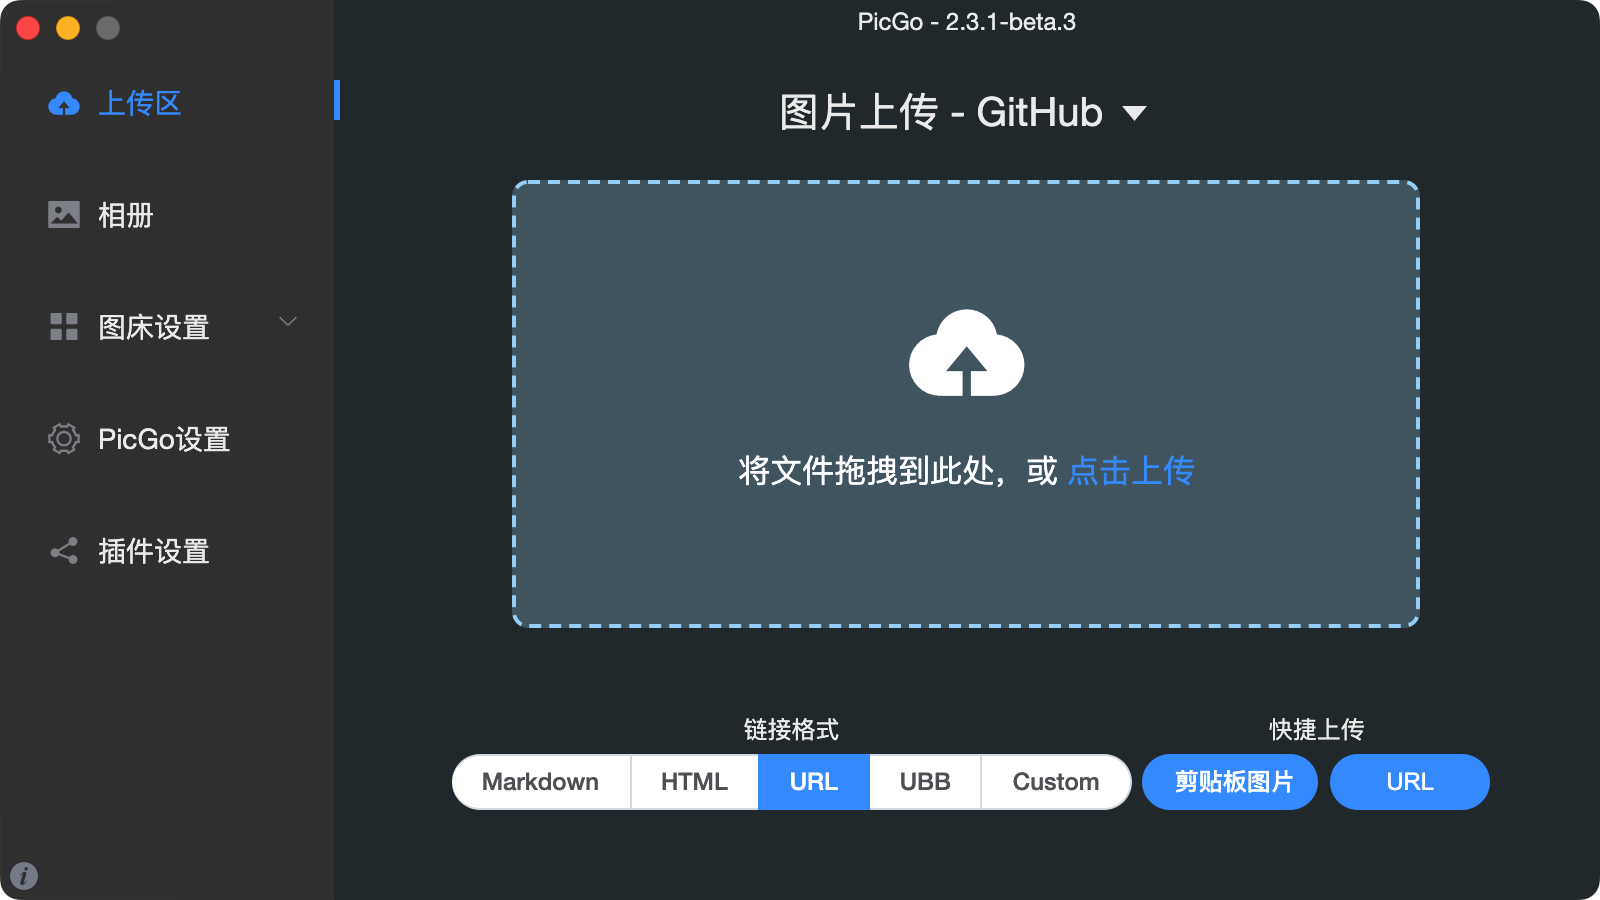 PicGo - 2.3.1-beta.3
上传区
相册
图床设置
PicGo设置
插件设置
图片上传 - GitHub
将文件拖拽到此处，或 点击上传
链接格式
Markdown HTML URL UBB Custom
快捷上传
剪贴板图片 URL
i